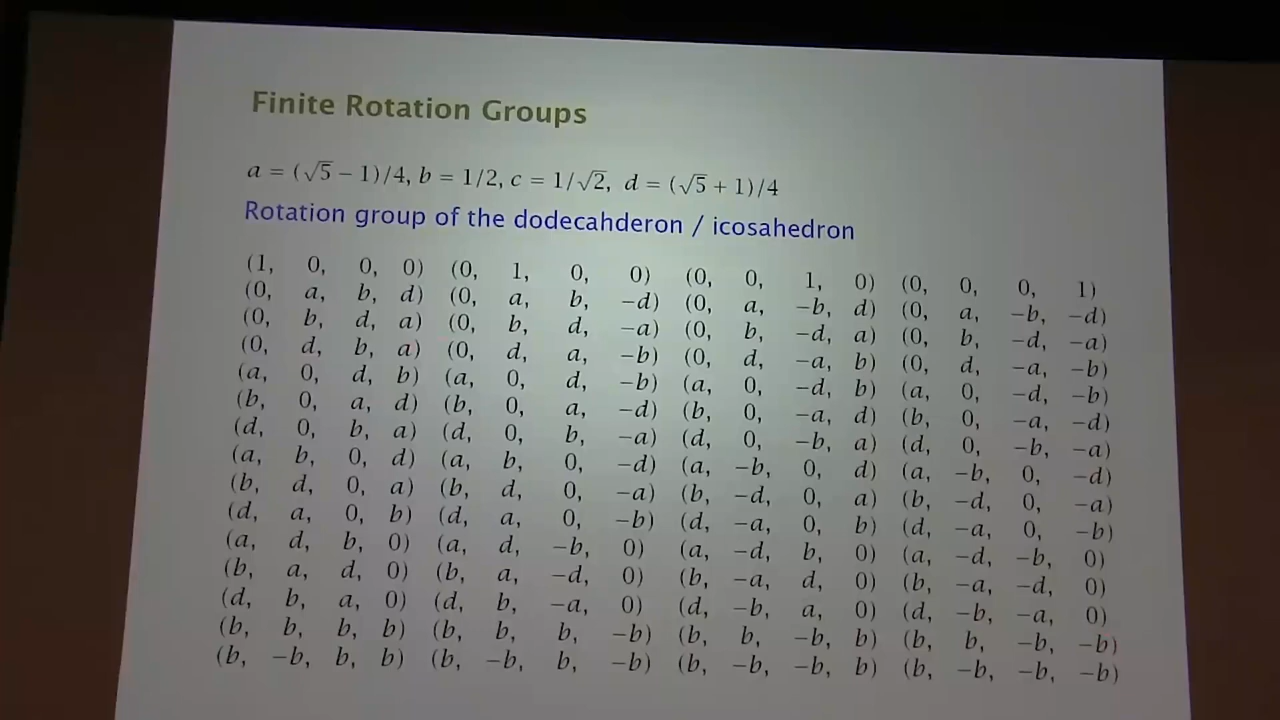 Finite Rotation Groups
a = (√5 − 1)/4, b = 1/2, c = 1/√2, d = (√5 + 1)/4
Rotation group of the dodecahderon / icosahedron
(1, 0, 0, 0) (0, 1, 0, 0) (0, 0, 1, 0) (0, 0, 0, 1)
(0, a, b, d) (0, a, b, −d) (0, a, −b, d) (0, a, −b, −d)
(0, b, d, a) (0, b, d, −a) (0, b, −d, a) (0, b, −d, −a)
(0, d, b, a) (0, d, a, −b) (0, d, −a, b) (0, d, −a, −b)
(a, 0, d, b) (a, 0, d, −b) (a, 0, −d, b) (a, 0, −d, −b)
(b, 0, a, d) (b, 0, a, −d) (b, 0, −a, d) (b, 0, −a, −d)
(d, 0, b, a) (d, 0, b, −a) (d, 0, −b, a) (d, 0, −b, −a)
(a, b, 0, d) (a, b, 0, −d) (a, −b, 0, d) (a, −b, 0, −d)
(b, d, 0, a) (b, d, 0, −a) (b, −d, 0, a) (b, −d, 0, −a)
(d, a, 0, b) (d, a, 0, −b) (d, −a, 0, b) (d, −a, 0, −b)
(a, d, b, 0) (a, d, −b, 0) (a, −d, b, 0) (a, −d, −b, 0)
(b, a, d, 0) (b, a, −d, 0) (b, −a, d, 0) (b, −a, −d, 0)
(d, b, a, 0) (d, b, −a, 0) (d, −b, a, 0) (d, −b, −a, 0)
(b, b, b, b) (b, b, b, −b) (b, b, −b, b) (b, b, −b, −b)
(b, −b, b, b) (b, −b, b, −b) (b, −b, −b, b) (b, −b, −b, −b)